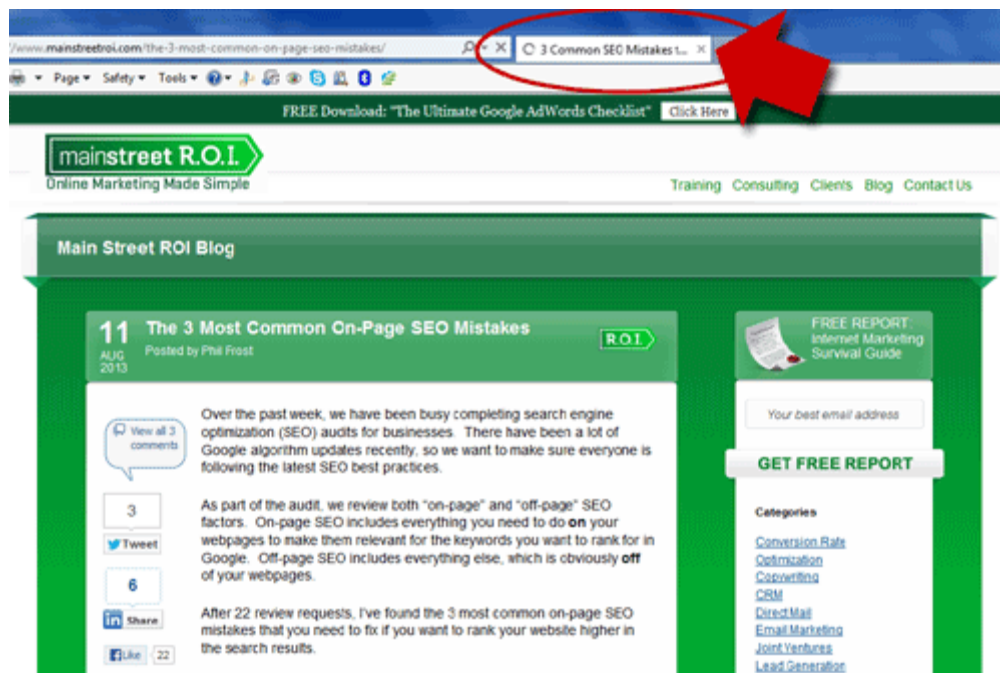 /www.mainstreetroi.com/the-3-most-common-on-page-seo-mistakes/
3 Common SEO Mistakes t...
Page Safety Tools
FREE Download: "The Ultimate Google AdWords Checklist" Click Here
mainstreet R.O.I.
Online Marketing Made Simple
Training Consulting Clients Blog Contact Us
Main Street ROI Blog
11
AUG
2013
The 3 Most Common On-Page SEO Mistakes
Posted by Phil Frost
R.O.I.
View all 3
comments
3
Tweet
6
in Share
Like 22
Over the past week, we have been busy completing search engine
optimization (SEO) audits for businesses. There have been a lot of
Google algorithm updates recently, so we want to make sure everyone is
following the latest SEO best practices.
As part of the audit, we review both "on-page" and "off-page" SEO
factors. On-page SEO includes everything you need to do on your
webpages to make them relevant for the keywords you want to rank for in
Google. Off-page SEO includes everything else, which is obviously off
of your webpages.
After 22 review requests, I've found the 3 most common on-page SEO
mistakes that you need to fix if you want to rank your website higher in
the search results.
FREE REPORT:
Internet Marketing
Survival Guide
Your best email address
GET FREE REPORT
Categories
Conversion Rate
Optimization
Copywriting
CRM
Direct Mail
Email Marketing
Joint Ventures
Lead Generation